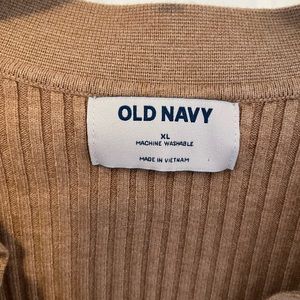 OLD NAVY
XL
MACHINE WASHABLE
MADE IN VIETNAM